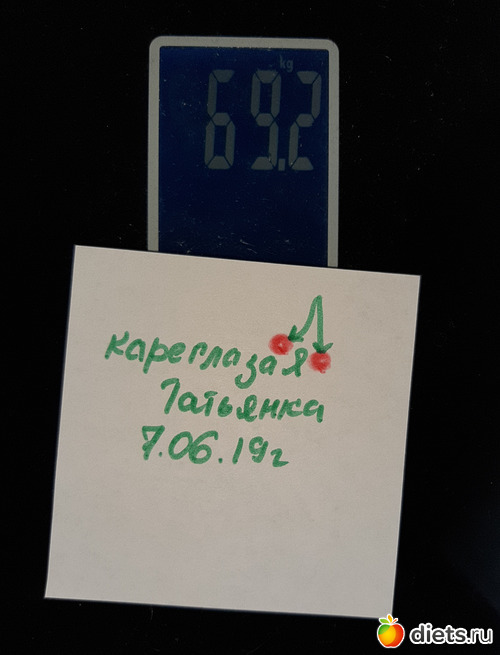 kg
69.2
кареглазая
Татьянка
7.06.19г
diets.ru